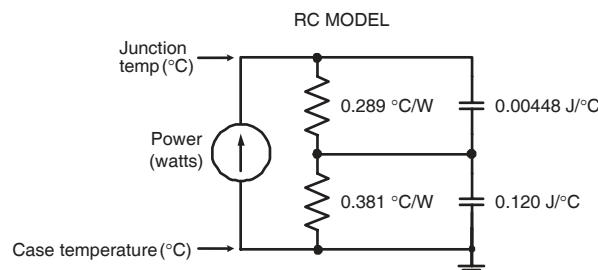 RC MODEL
Junction
temp (°C)
0.289 °C/W
0.00448 J/°C
Power
(watts)
0.381 °C/W
0.120 J/°C
Case temperature (°C)